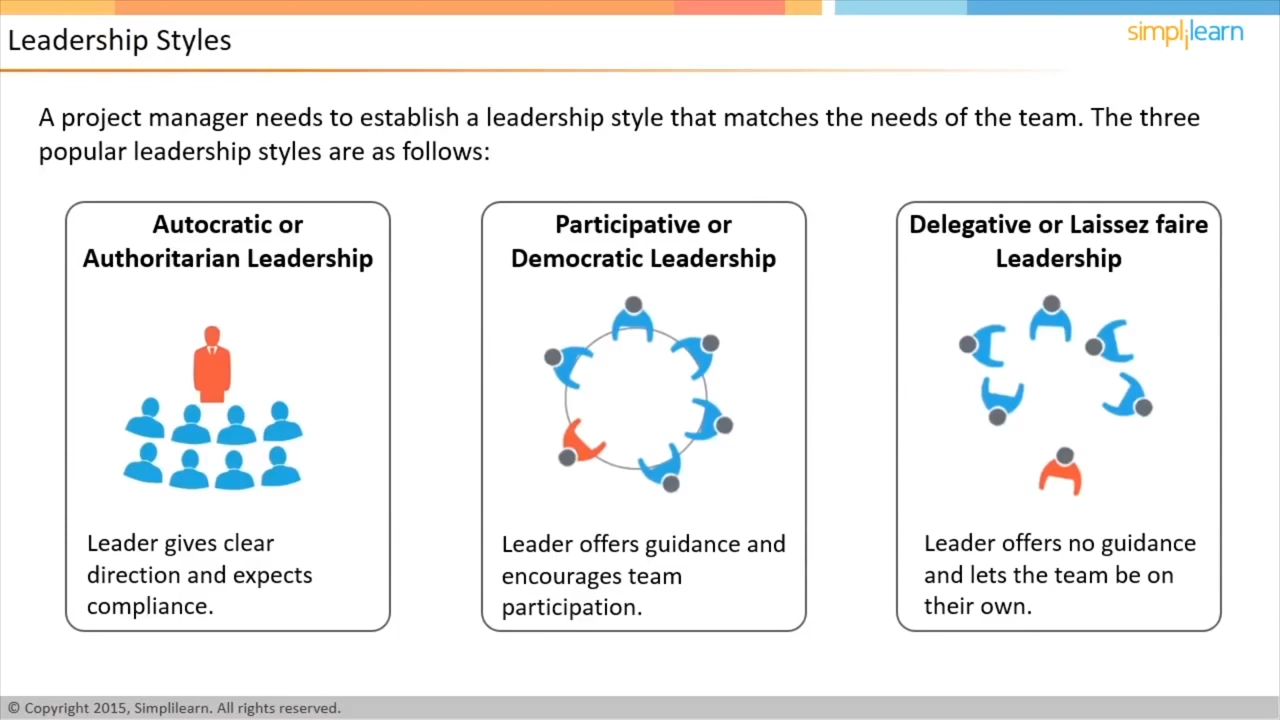 Leadership Styles
simplilearn
A project manager needs to establish a leadership style that matches the needs of the team. The three
popular leadership styles are as follows:
Autocratic or
Authoritarian Leadership
Leader gives clear
direction and expects
compliance.
Participative or
Democratic Leadership
Leader offers guidance and
encourages team
participation.
Delegative or Laissez faire
Leadership
Leader offers no guidance
and lets the team be on
their own.
© Copyright 2015, Simplilearn. All rights reserved.